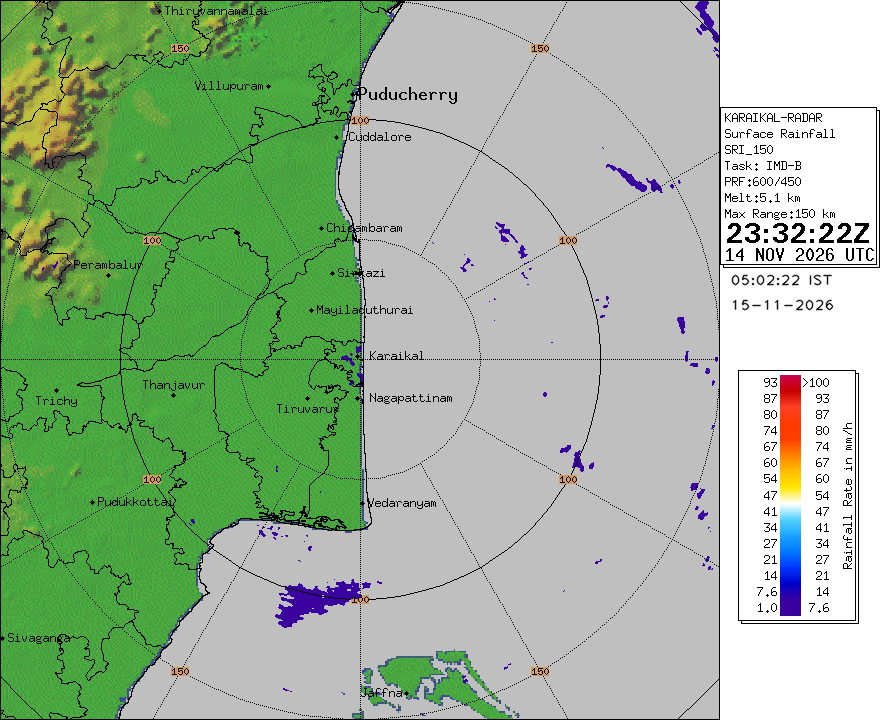 Thiruvannamalai
150
150
Villupuram
Puducherry
100
Cuddalore
Chidambaram
100
100
Perambalur
Sirkazi
Mayiladuthurai
Karaikal
Thanjavur
Trichy
Tiruvarur
Nagapattinam
100
100
Pudukkottai
Vedaranyam
100
Sivaganga
150
150
Jaffna
KARAIKAL-RADAR
Surface Rainfall
SRI_150
Task: IMD-B
PRF:600/450
Melt:5.1 km
Max Range:150 km
23:32:22Z
14 NOV 2026 UTC
05:02:22 IST
15-11-2026
93 >100
87 93
80 87
74 80
67 74
60 67
54 60
47 54
41 47
34 41
27 34
21 27
14 21
7.6 14
1.0 7.6
Rainfall Rate in mm/h